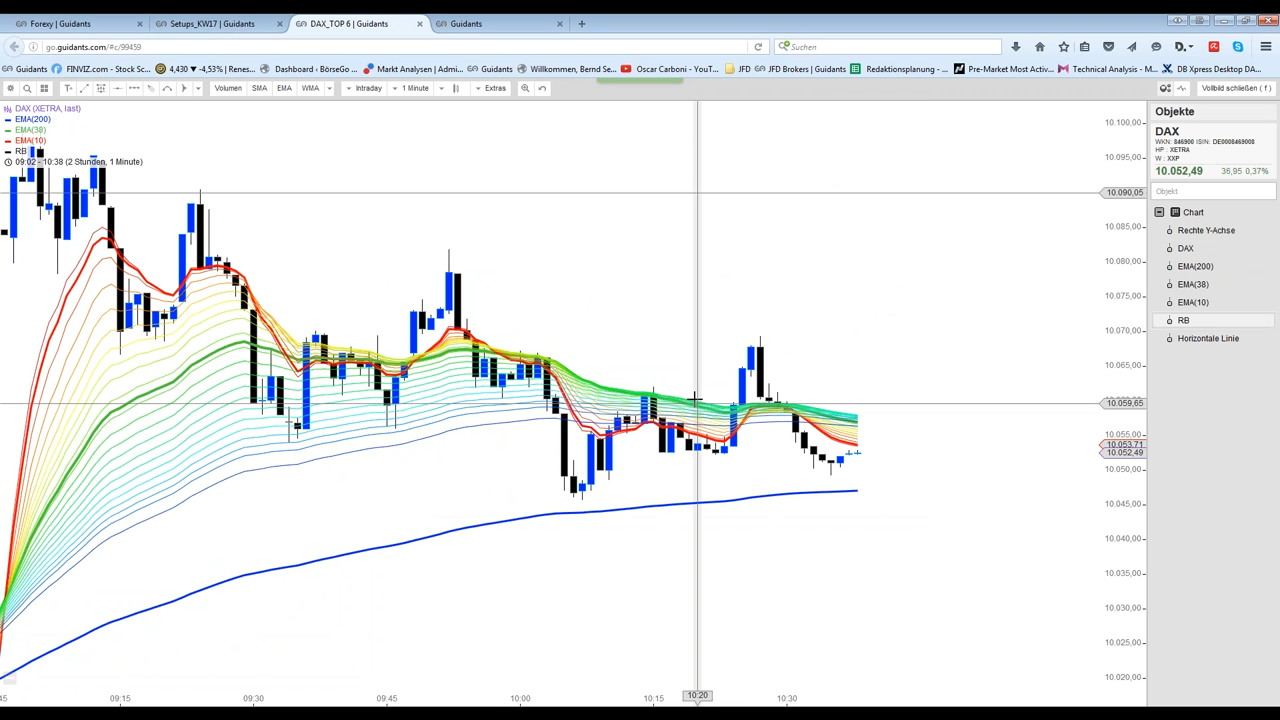 Forexy | Guidants
Setups_KW17 | Guidants
DAX_TOP 6 | Guidants
Guidants
go.guidants.com/#c/99459
Suchen
Guidants
FINVIZ.com - Stock Sc...
4,430 ▼ -4,53% | Renes...
Dashboard ‹ BörseGo ...
Markt Analysen | Admi...
Guidants
Willkommen, Bernd Se...
Oscar Carboni - YouT...
JFD
JFD Brokers | Guidants
Redaktionsplanung - ...
Pre-Market Most Activ...
Technical Analysis - M...
DB Xpress Desktop DA...
Volumen
SMA
EMA
WMA
Intraday
1 Minute
Extras
Vollbild schließen ( f )
DAX (XETRA, last)
EMA(200)
EMA(38)
EMA(10)
RB
09:02 - 10:38 (2 Stunden, 1 Minute)
10.100,00
10.095,00
10.090,05
10.085,00
10.080,00
10.075,00
10.070,00
10.065,00
10.059,65
10.055,00
10.053,71
10.052,49
10.050,00
10.045,00
10.040,00
10.035,00
10.030,00
10.025,00
10.020,00
:45
09:15
09:30
09:45
10:00
10:15
10:20
10:30
Objekte
DAX
WKN: 846900 ISIN: DE0008469008
HP : XETRA
W : XXP
10.052,49 36,95 0,37%
Objekt
Chart
Rechte Y-Achse
DAX
EMA(200)
EMA(38)
EMA(10)
RB
Horizontale Linie